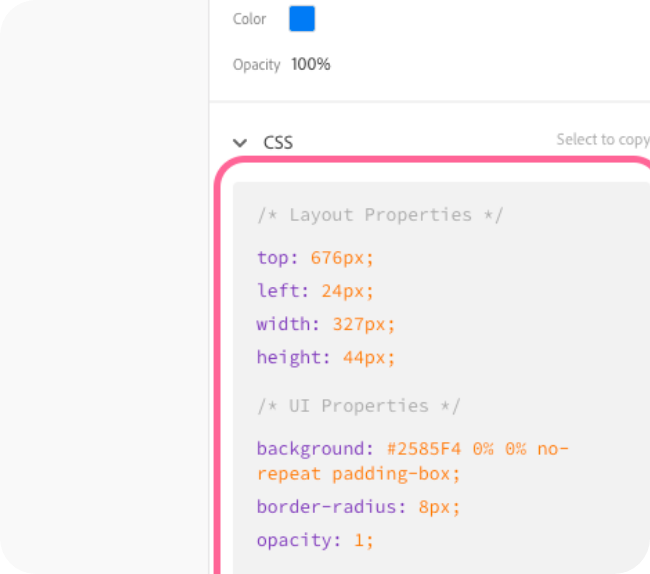 Color
Opacity 100%
CSS
Select to copy
/* Layout Properties */
top: 676px;
left: 24px;
width: 327px;
height: 44px;
/* UI Properties */
background: #2585F4 0% 0% no-
repeat padding-box;
border-radius: 8px;
opacity: 1;